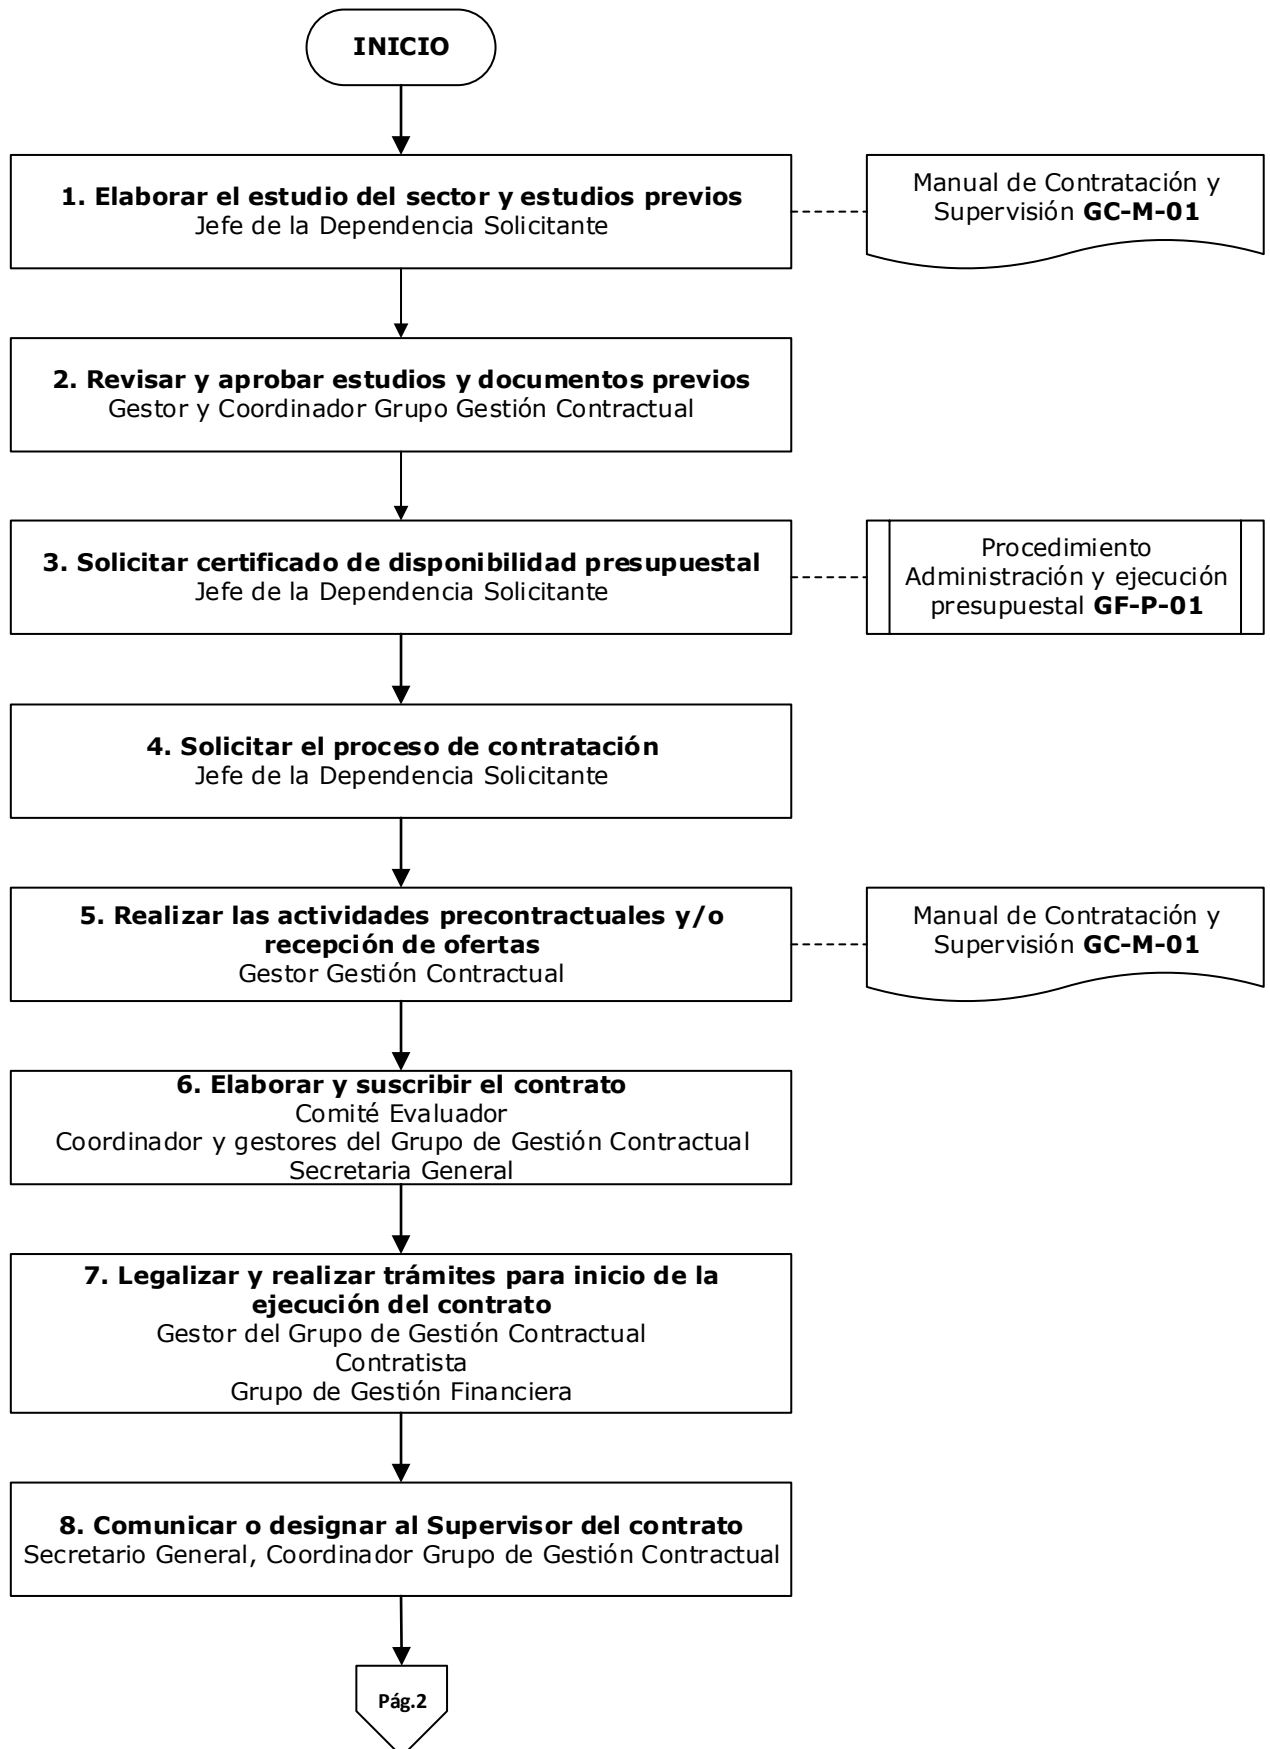 INICIO
1. Elaborar el estudio del sector y estudios previos
Jefe de la Dependencia Solicitante
Manual de Contratación y
Supervisión GC-M-01
2. Revisar y aprobar estudios y documentos previos
Gestor y Coordinador Grupo Gestión Contractual
3. Solicitar certificado de disponibilidad presupuestal
Jefe de la Dependencia Solicitante
Procedimiento
Administración y ejecución
presupuestal GF-P-01
4. Solicitar el proceso de contratación
Jefe de la Dependencia Solicitante
5. Realizar las actividades precontractuales y/o
recepción de ofertas
Gestor Gestión Contractual
Manual de Contratación y
Supervisión GC-M-01
6. Elaborar y suscribir el contrato
Comité Evaluador
Coordinador y gestores del Grupo de Gestión Contractual
Secretaria General
7. Legalizar y realizar trámites para inicio de la
ejecución del contrato
Gestor del Grupo de Gestión Contractual
Contratista
Grupo de Gestión Financiera
8. Comunicar o designar al Supervisor del contrato
Secretario General, Coordinador Grupo de Gestión Contractual
Pág.2